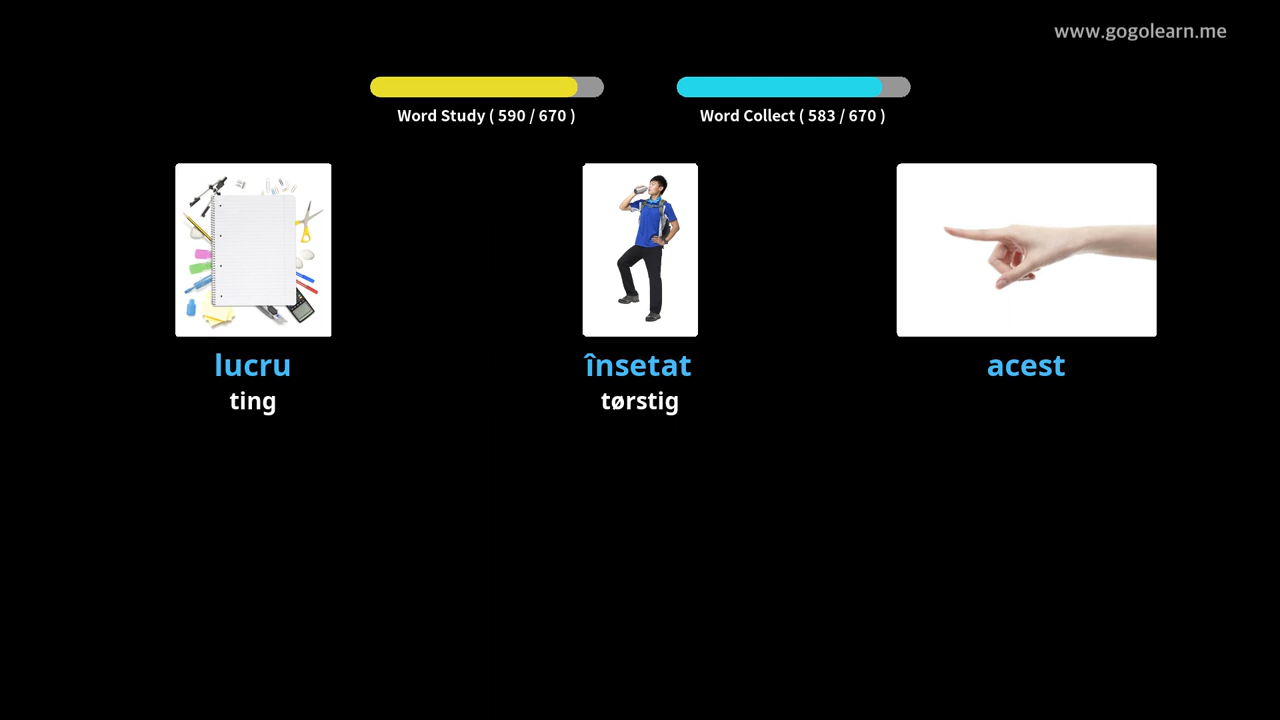 www.gogolearn.me
Word Study ( 590 / 670 )
Word Collect ( 583 / 670 )
lucru
însetat
acest
ting
tørstig